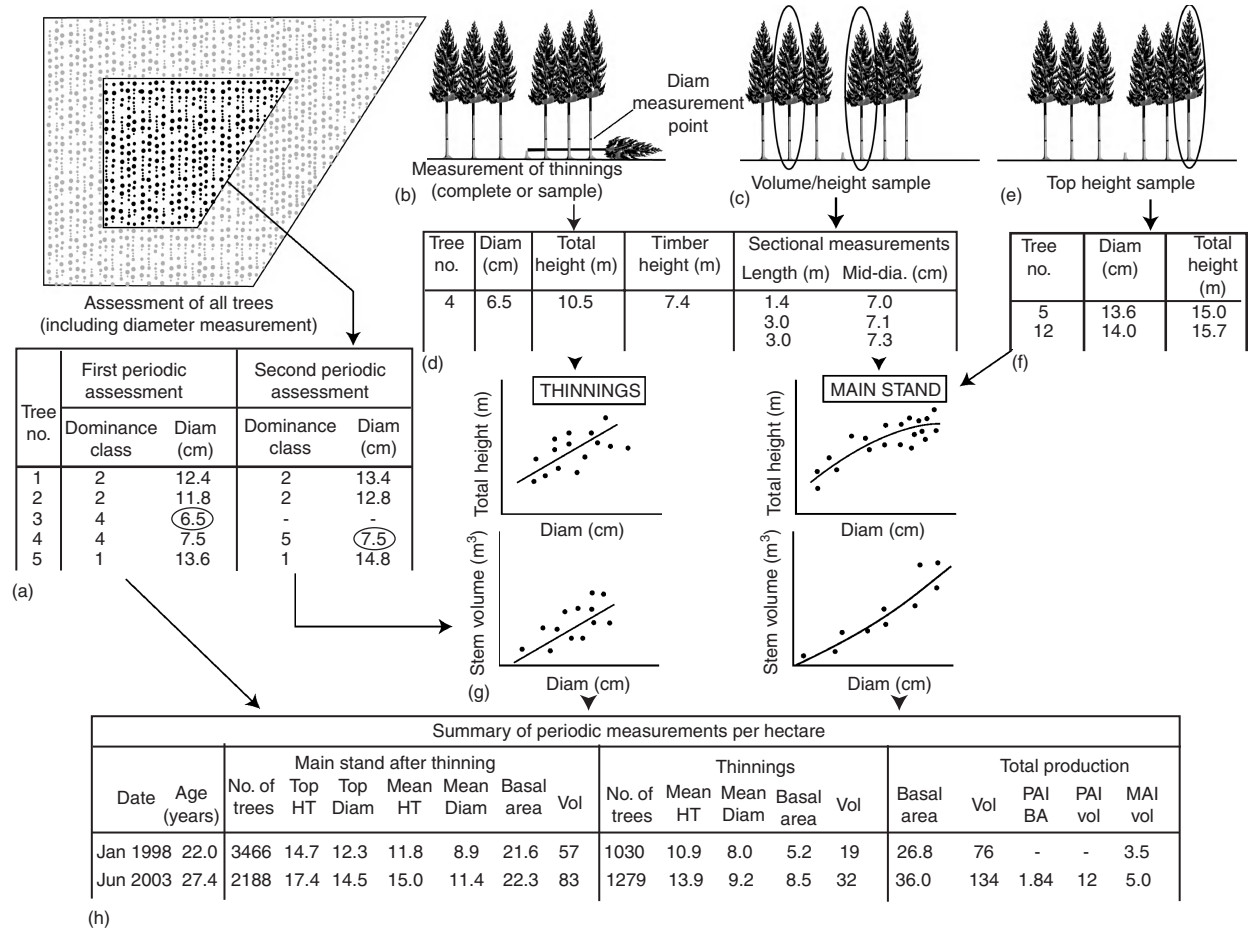 Diam
measurement
point
Measurement of thinnings
(complete or sample)
(b)
Volume/height sample
(c)
Top height sample
(e)
Assessment of all trees
(including diameter measurement)
Tree no. Diam (cm) Total height (m) Timber height (m) Sectional measurements
Length (m) Mid-dia. (cm)
4 6.5 10.5 7.4 1.4 7.0
3.0 7.1
3.0 7.3
(d)
Tree no. Diam (cm) Total height (m)
5 13.6 15.0
12 14.0 15.7
(f)
Tree no. First periodic assessment Second periodic assessment
Dominance class Diam (cm) Dominance class Diam (cm)
1 2 12.4 2 13.4
2 2 11.8 2 12.8
3 4 6.5 - -
4 4 7.5 5 7.5
5 1 13.6 1 14.8
(a)
THINNINGS
Total height (m)
Diam (cm)
MAIN STAND
Total height (m)
Diam (cm)
Stem volume (m³)
Diam (cm)
Stem volume (m³)
Diam (cm)
(g)
Summary of periodic measurements per hectare
Main stand after thinning Thinnings Total production
Date Age (years) No. of trees Top HT Top Diam Mean HT Mean Diam Basal area Vol No. of trees Mean HT Mean Diam Basal area Vol Basal area Vol PAI BA PAI vol MAI vol
Jan 1998 22.0 3466 14.7 12.3 11.8 8.9 21.6 57 1030 10.9 8.0 5.2 19 26.8 76 - - 3.5
Jun 2003 27.4 2188 17.4 14.5 15.0 11.4 22.3 83 1279 13.9 9.2 8.5 32 36.0 134 1.84 12 5.0
(h)